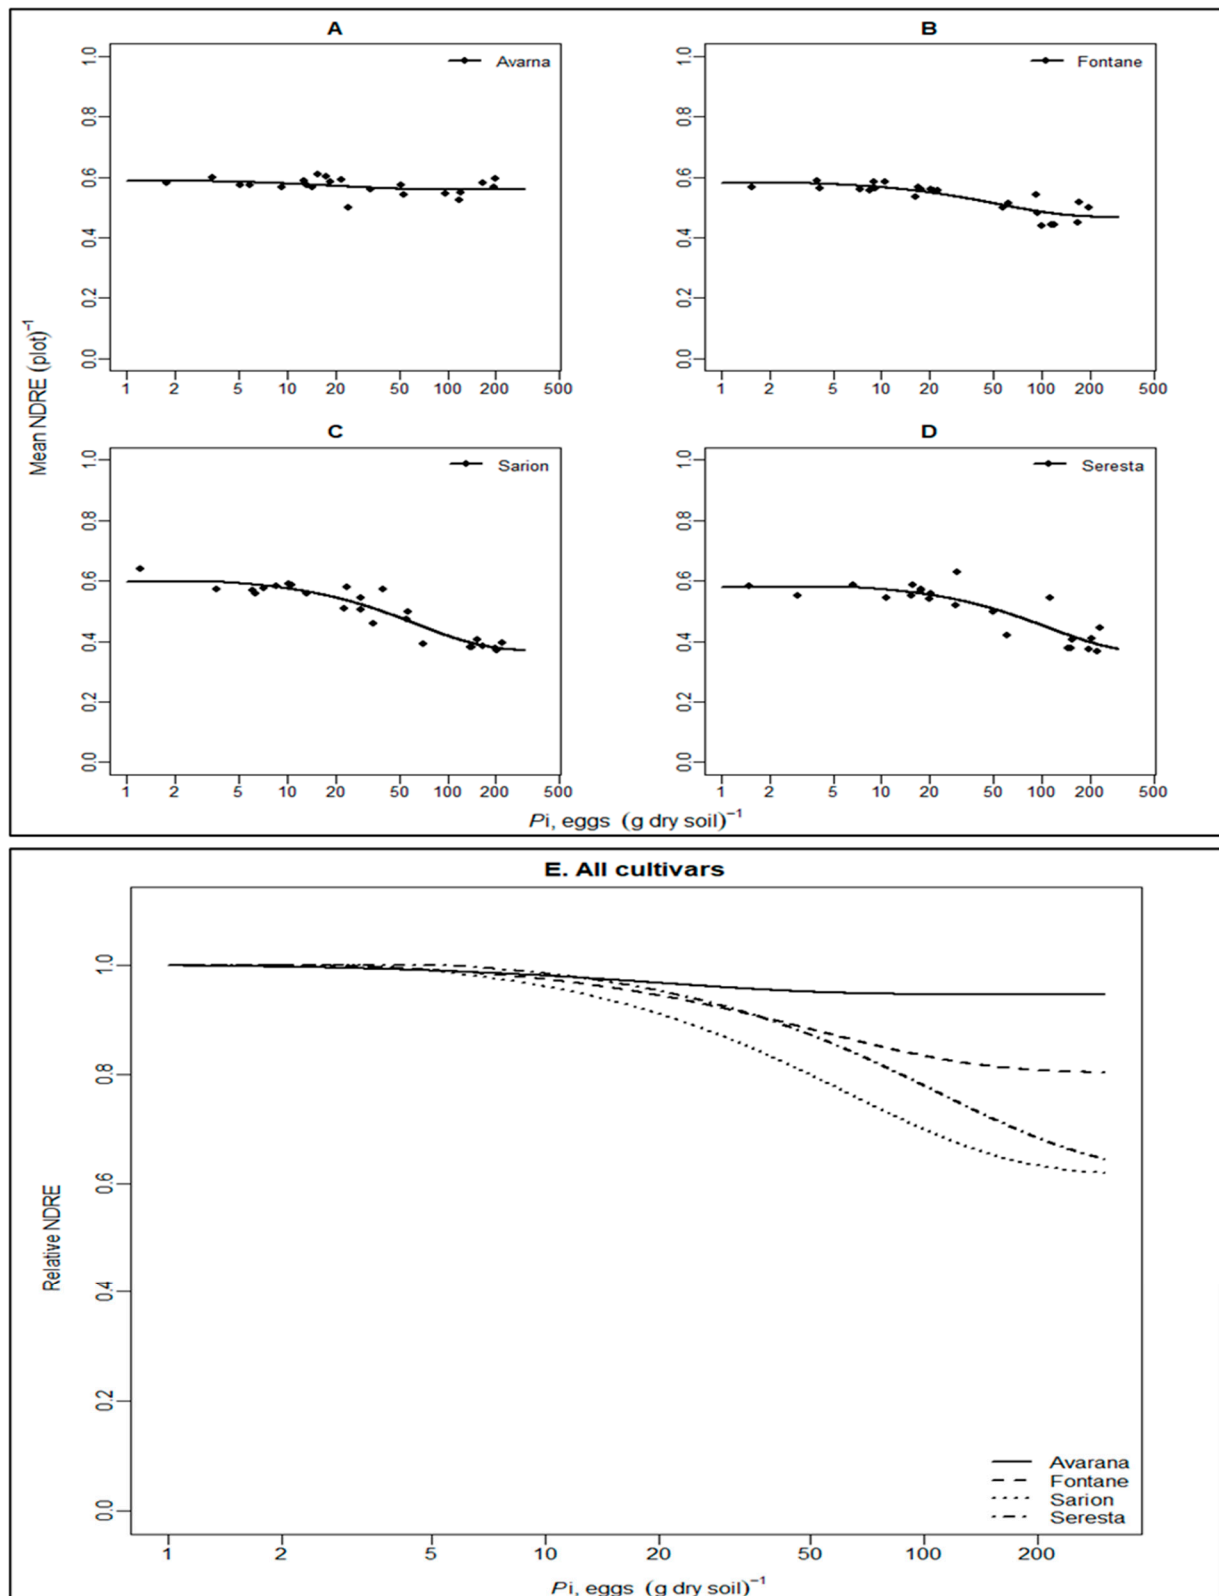 A
Avarna
1.0
0.8
0.6
0.4
0.2
0.0
1 2 5 10 20 50 100 200 500
B
Fontane
1.0
0.8
0.6
0.4
0.2
0.0
1 2 5 10 20 50 100 200 500
Mean NDRE (plot)⁻¹
C
Sarion
1.0
0.8
0.6
0.4
0.2
0.0
1 2 5 10 20 50 100 200 500
D
Seresta
1.0
0.8
0.6
0.4
0.2
0.0
1 2 5 10 20 50 100 200 500
Pi, eggs (g dry soil)⁻¹
E. All cultivars
Relative NDRE
1.0
0.8
0.6
0.4
0.2
0.0
Avarana
Fontane
Sarion
Seresta
1 2 5 10 20 50 100 200
Pi, eggs (g dry soil)⁻¹